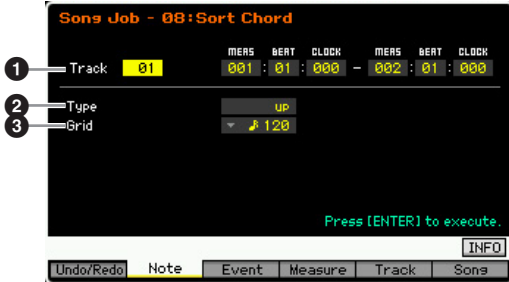 Song Job - 08:Sort Chord
MEAS BEAT CLOCK MEAS BEAT CLOCK
1 Track 01 001 : 01 : 000 – 002 : 01 : 000
2 Type up
3 Grid 120
Press [ENTER] to execute.
INFO
Undo/Redo Note Event Measure Track Song